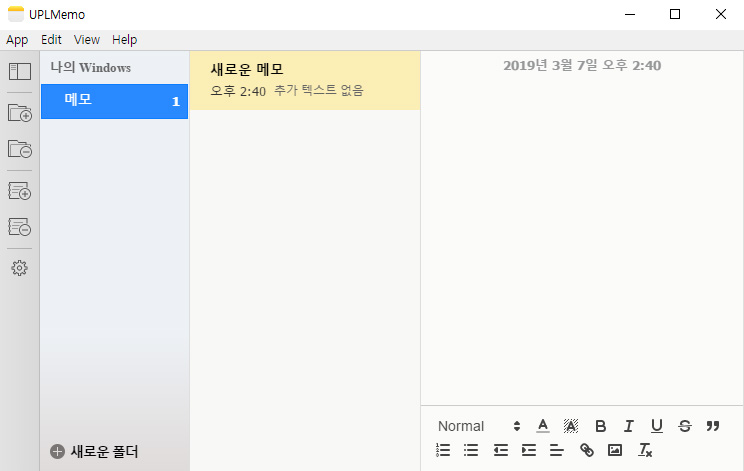 UPLMemo
App Edit View Help
나의 Windows
메모 1
새로운 폴더
새로운 메모
오후 2:40 추가 텍스트 없음
2019년 3월 7일 오후 2:40
Normal